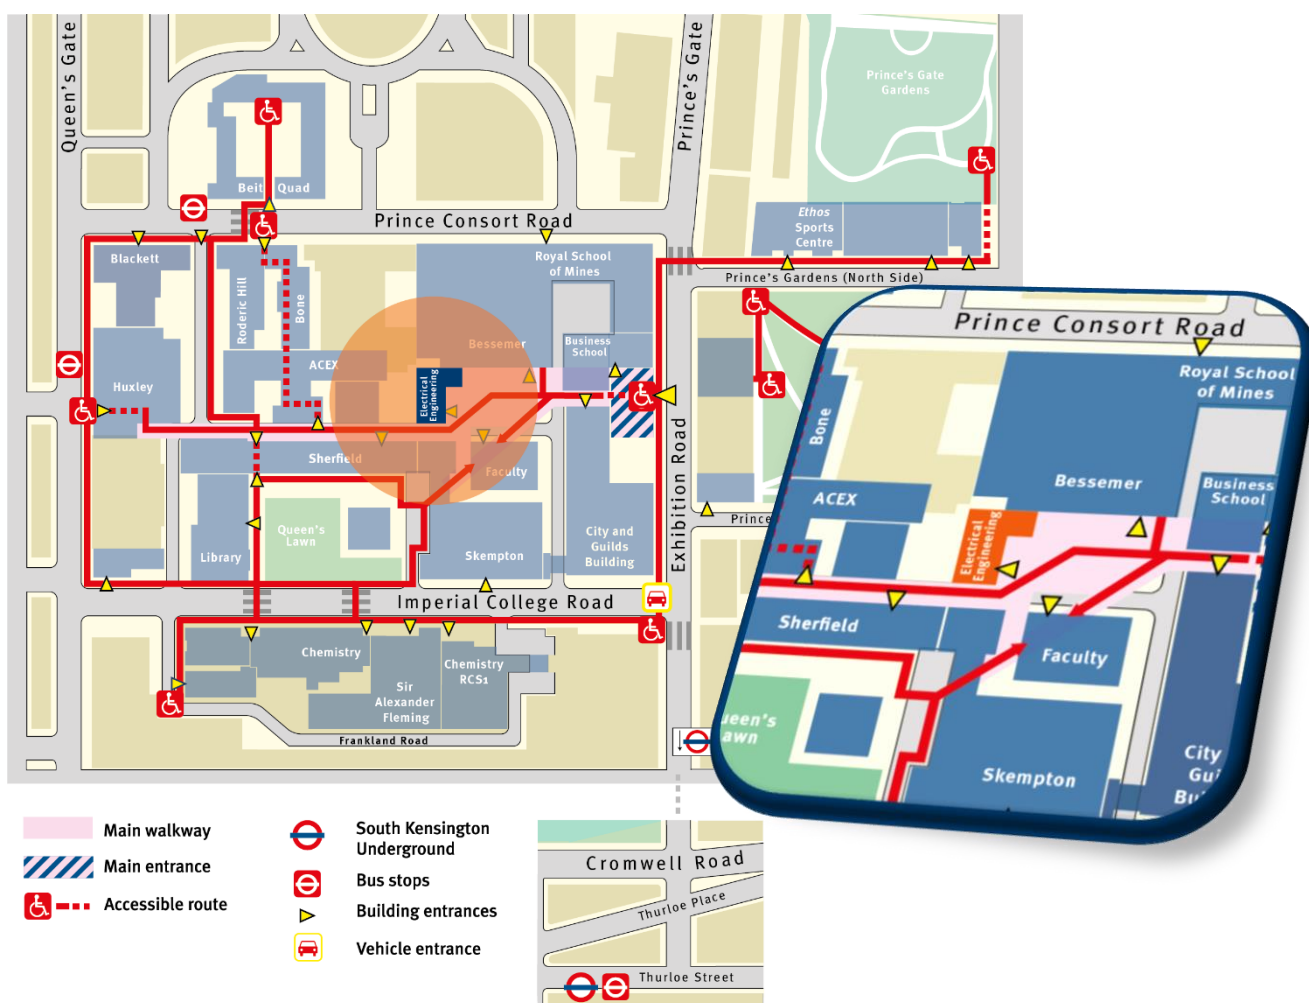 Queen's Gate
Prince's Gate
Prince's Gate
Gardens
Beit Quad
Prince Consort Road
Ethos
Sports
Centre
Prince's Gardens (North Side)
Blackett
Roderic Hill
Bone
Royal School
of Mines
Bessemer
Business
School
ACEX
Huxley
Electrical
Engineering
Sherfield
Faculty
Exhibition Road
Queen's
Lawn
Library
Skempton
City and
Guilds
Building
Prince
Imperial College Road
Chemistry
Chemistry
RCS1
Sir
Alexander
Fleming
Frankland Road
Prince Consort Road
Royal School
of Mines
Bone
Bessemer
Business
School
ACEX
Electrical
Engineering
Sherfield
Faculty
ueen's
awn
Skempton
City
Gui
Bu
Main walkway
Main entrance
Accessible route
South Kensington
Underground
Bus stops
Building entrances
Vehicle entrance
Cromwell Road
Thurloe Place
Thurloe Street